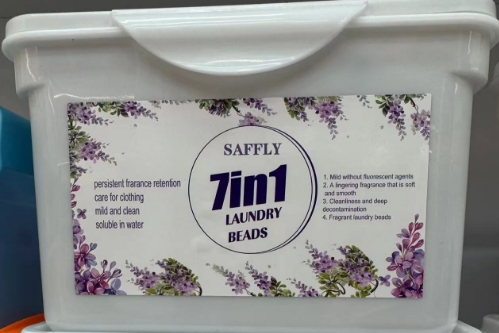 SAFFLY
7in1
LAUNDRY
BEADS
persistent frarance retention
care for clothing
mild and clean
soluble in water
1. Mild without fluorescent agents
2. A lingering fragrance that is soft
and smooth
3. Cleanliness and deep
decontamination
4. Fragrant laundry beads